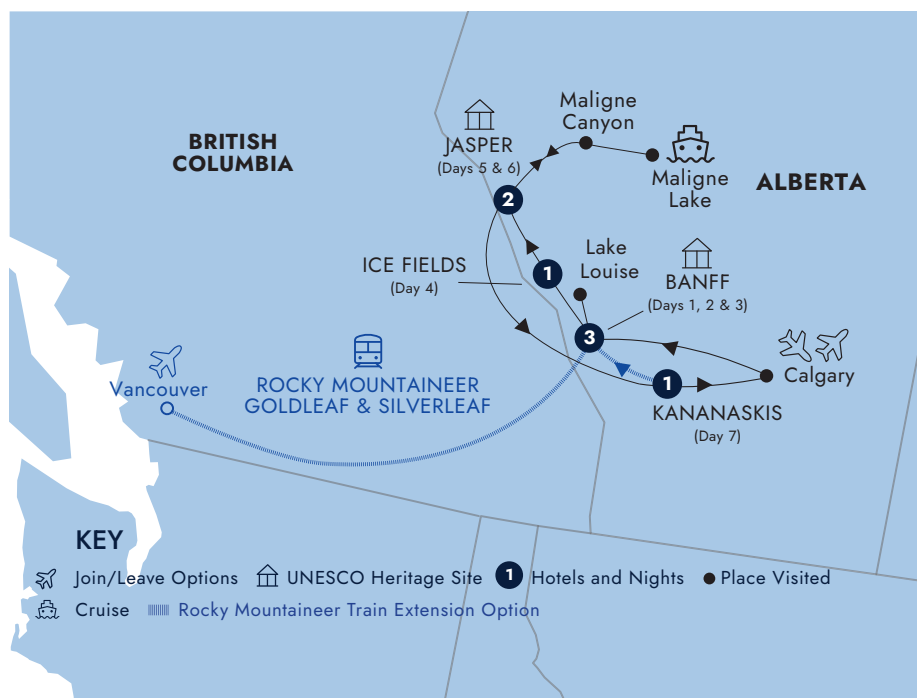 BRITISH
COLUMBIA
JASPER
(Days 5 & 6)
Maligne
Canyon
Maligne
Lake
ALBERTA
2
ICE FIELDS
(Day 4)
1
Lake
Louise
BANFF
(Days 1, 2 & 3)
3
Calgary
1
KANANASKIS
(Day 7)
Vancouver
ROCKY MOUNTAINEER
GOLDLEAF & SILVERLEAF
KEY
Join/Leave Options UNESCO Heritage Site 1 Hotels and Nights Place Visited
Cruise Rocky Mountaineer Train Extension Option